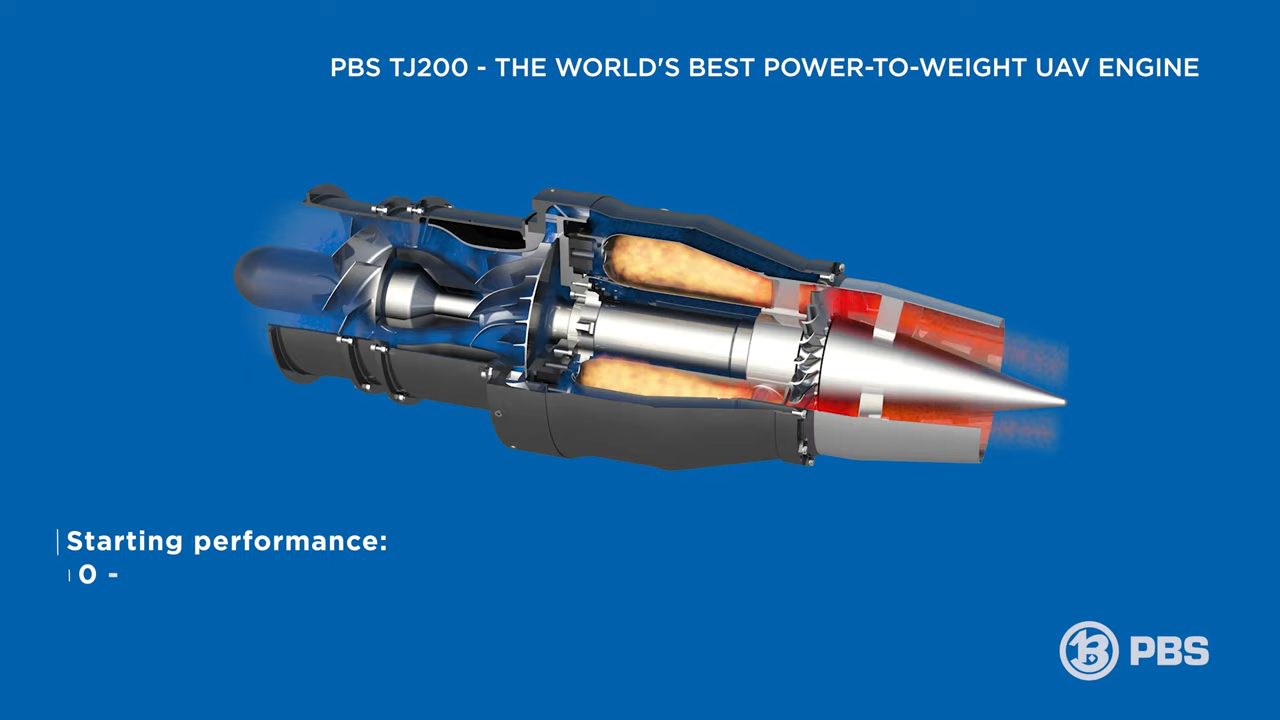 PBS TJ200 - THE WORLD'S BEST POWER-TO-WEIGHT UAV ENGINE
Starting performance:
0 -
PBS